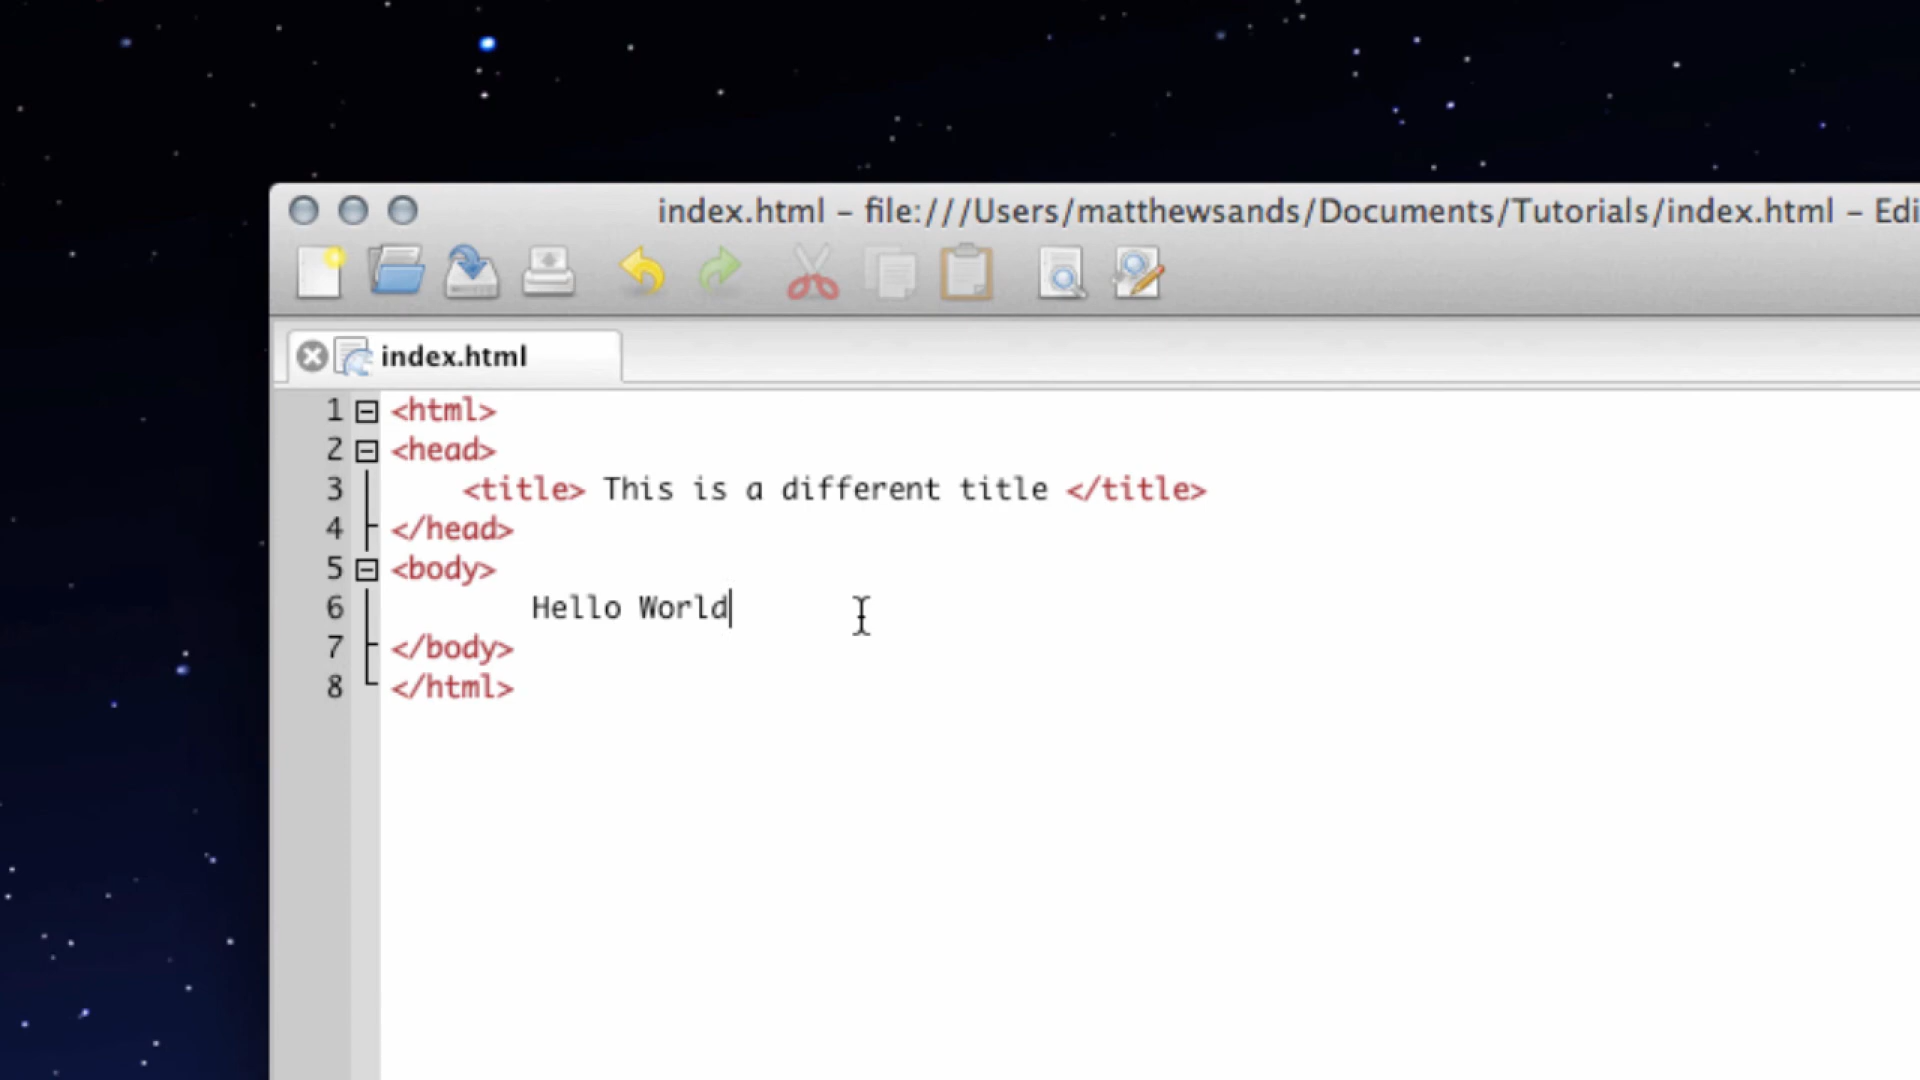 index.html – file:///Users/matthewsands/Documents/Tutorials/index.html – Edi
index.html
1 <html>
2 <head>
3 <title> This is a different title </title>
4 </head>
5 <body>
6 Hello World
7 </body>
8 </html>